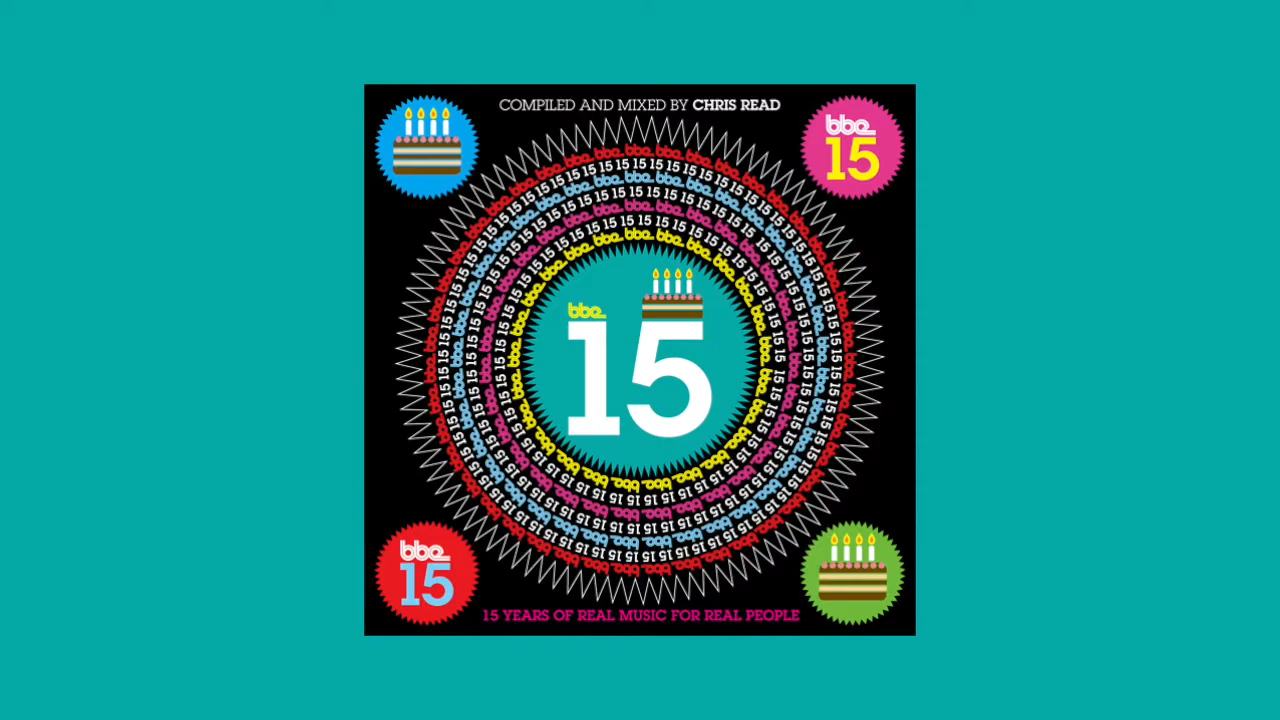 COMPILED AND MIXED BY CHRIS READ
bbe
15
bbe
15
bbe
15
15 YEARS OF REAL MUSIC FOR REAL PEOPLE